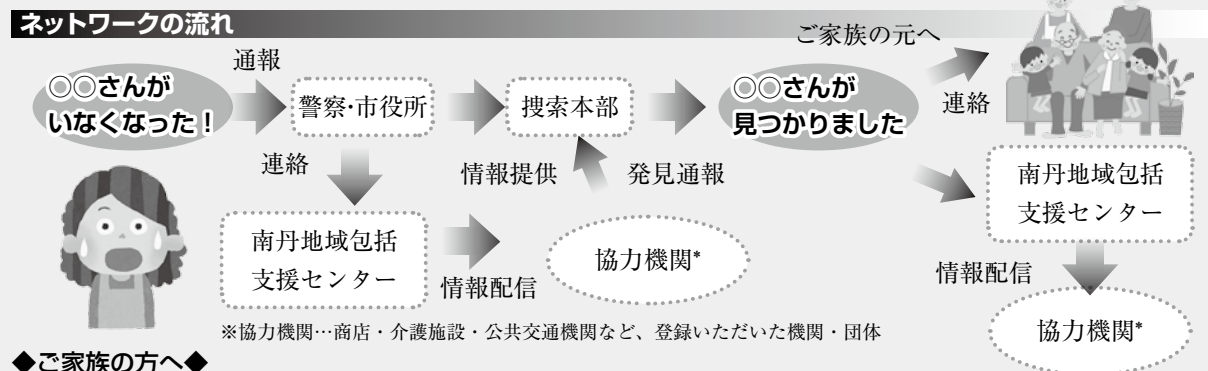 ネットワークの流れ
◎◎さんが
いなくなった!
通報
警察・市役所
捜索本部
◎◎さんが
見つかりました
ご家族の元へ
連絡
連絡
情報提供
発見通報
南丹地域包括
支援センター
情報配信
協力機関*
南丹地域包括
支援センター
情報配信
協力機関*
※協力機関…商店・介護施設・公共交通機関など、登録いただいた機関・団体
◆ご家族の方へ◆